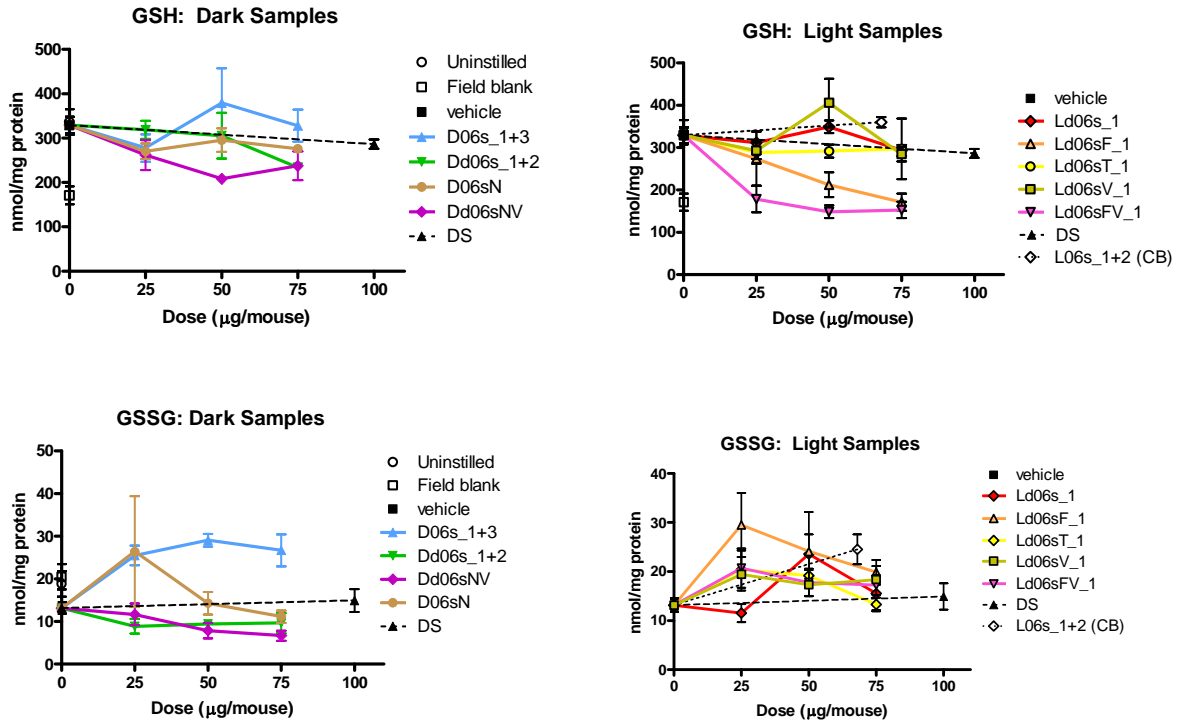 GSH: Dark Samples
500
400
300
200
100
0
nmol/mg protein
0 25 50 75 100
Dose (μg/mouse)
Uninstilled
Field blank
vehicle
D06s_1+3
Dd06s_1+2
D06sN
Dd06sNV
DS
GSH: Light Samples
500
400
300
200
100
0
nmol/mg protein
0 25 50 75 100
Dose (μg/mouse)
vehicle
Ld06s_1
Ld06sF_1
Ld06sT_1
Ld06sV_1
Ld06sFV_1
DS
L06s_1+2 (CB)
GSSG: Dark Samples
50
40
30
20
10
0
nmol/mg protein
0 25 50 75 100
Dose (μg/mouse)
Uninstilled
Field blank
vehicle
D06s_1+3
Dd06s_1+2
Dd06sNV
D06sN
DS
GSSG: Light Samples
40
30
20
10
0
nmol/mg protein
0 25 50 75 100
Dose (μg/mouse)
vehicle
Ld06s_1
Ld06sF_1
Ld06sT_1
Ld06sV_1
Ld06sFV_1
DS
L06s_1+2 (CB)